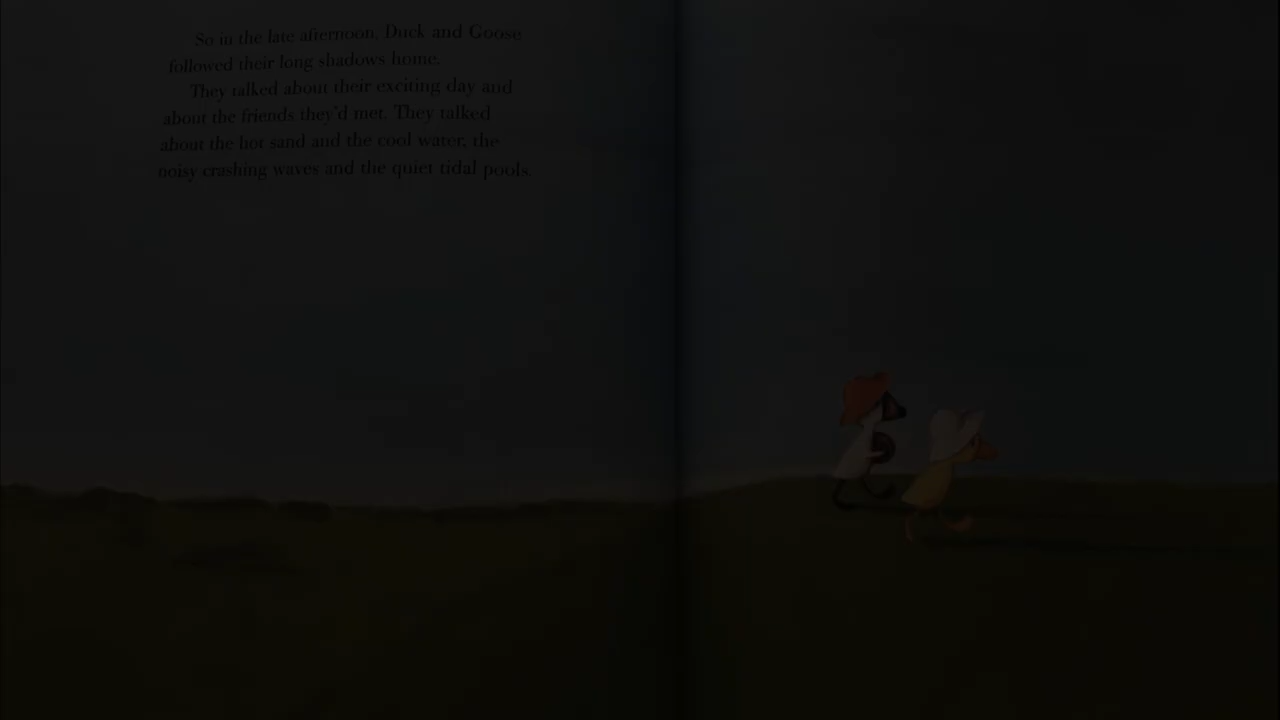 So in the late afternoon, Duck and Goose
followed their long shadows home.
They talked about their exciting day and
about the friends they'd met. They talked
about the hot sand and the cool water, the
noisy crashing waves and the quiet tidal pools.